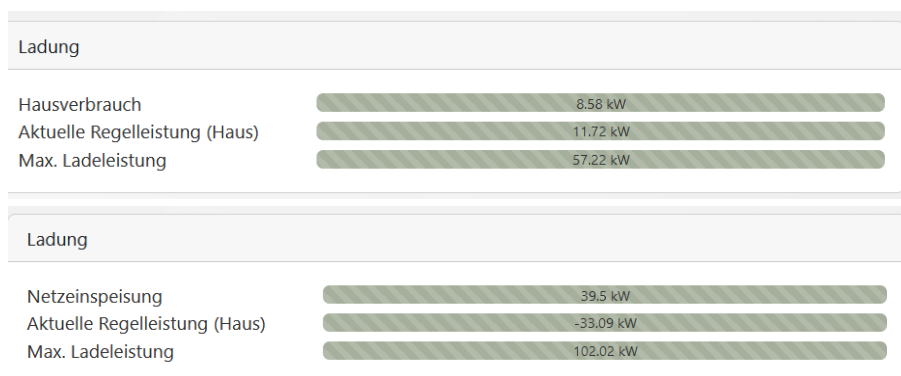 Ladung
Hausverbrauch 8.58 kW
Aktuelle Regelleistung (Haus) 11.72 kW
Max. Ladeleistung 57.22 kW
Ladung
Netzeinspeisung 39.5 kW
Aktuelle Regelleistung (Haus) -33.09 kW
Max. Ladeleistung 102.02 kW